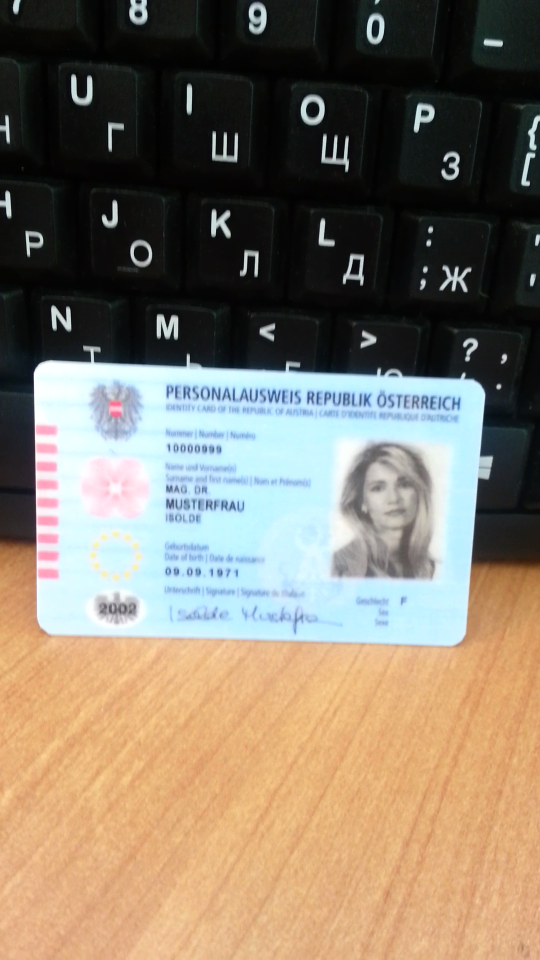 8 9 0 _
U I O P {
Г Ш Щ З [
H J K L :
Р О Л Д ; Ж
N M < > ? ,
PERSONALAUSWEIS REPUBLIK ÖSTERREICH
IDENTITY CARD OF THE REPUBLIC OF AUSTRIA | CARTE D'IDENTITE REPUBLIQUE D'AUTRICHE
Nummer | Number | Numéro
10000999
Name und Vorname(n)
Surname and first name(s) | Nom et Prénom(s)
MAG. DR.
MUSTERFRAU
ISOLDE
Geburtsdatum
Date of birth | Date de naissance
09.09.1971
Unterschrift | Signature | Signature de titulaire
Isolde Musterfrau
Geschlecht F
Sex
Sexe
2002